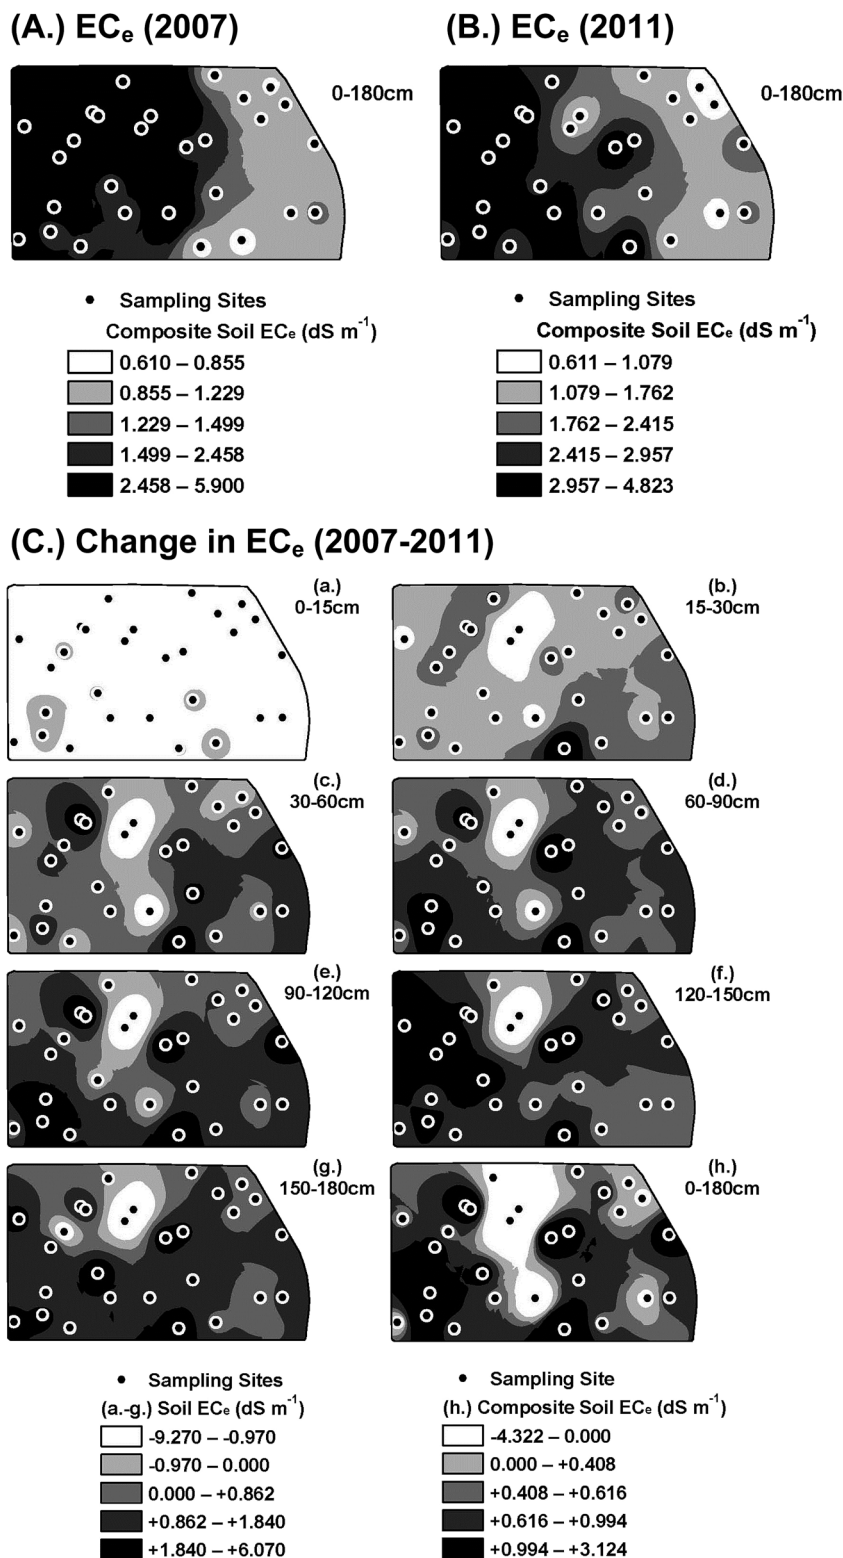 (A.) ECe (2007)
(B.) ECe (2011)
0-180cm
0-180cm
Sampling Sites
Composite Soil ECe (dS m-1)
0.610 – 0.855
0.855 – 1.229
1.229 – 1.499
1.499 – 2.458
2.458 – 5.900
Sampling Sites
Composite Soil ECe (dS m-1)
0.611 – 1.079
1.079 – 1.762
1.762 – 2.415
2.415 – 2.957
2.957 – 4.823
(C.) Change in ECe (2007-2011)
(a.)
0-15cm
(b.)
15-30cm
(c.)
30-60cm
(d.)
60-90cm
(e.)
90-120cm
(f.)
120-150cm
(g.)
150-180cm
(h.)
0-180cm
Sampling Sites
(a.-g.) Soil ECe (dS m-1)
-9.270 – -0.970
-0.970 – 0.000
0.000 – +0.862
+0.862 – +1.840
+1.840 – +6.070
Sampling Site
(h.) Composite Soil ECe (dS m-1)
-4.322 – 0.000
0.000 – +0.408
+0.408 – +0.616
+0.616 – +0.994
+0.994 – +3.124